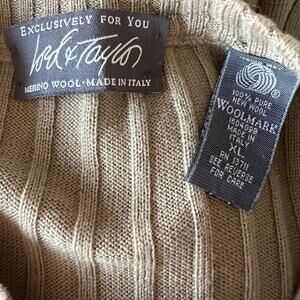 EXCLUSIVELY FOR YOU
Lord & Taylor
MERINO WOOL · MADE IN ITALY
100% PURE
NEW WOOL
WOOLMARK
MADE IN
ITALY
XL
RN 13711
SEE REVERSE
FOR CARE